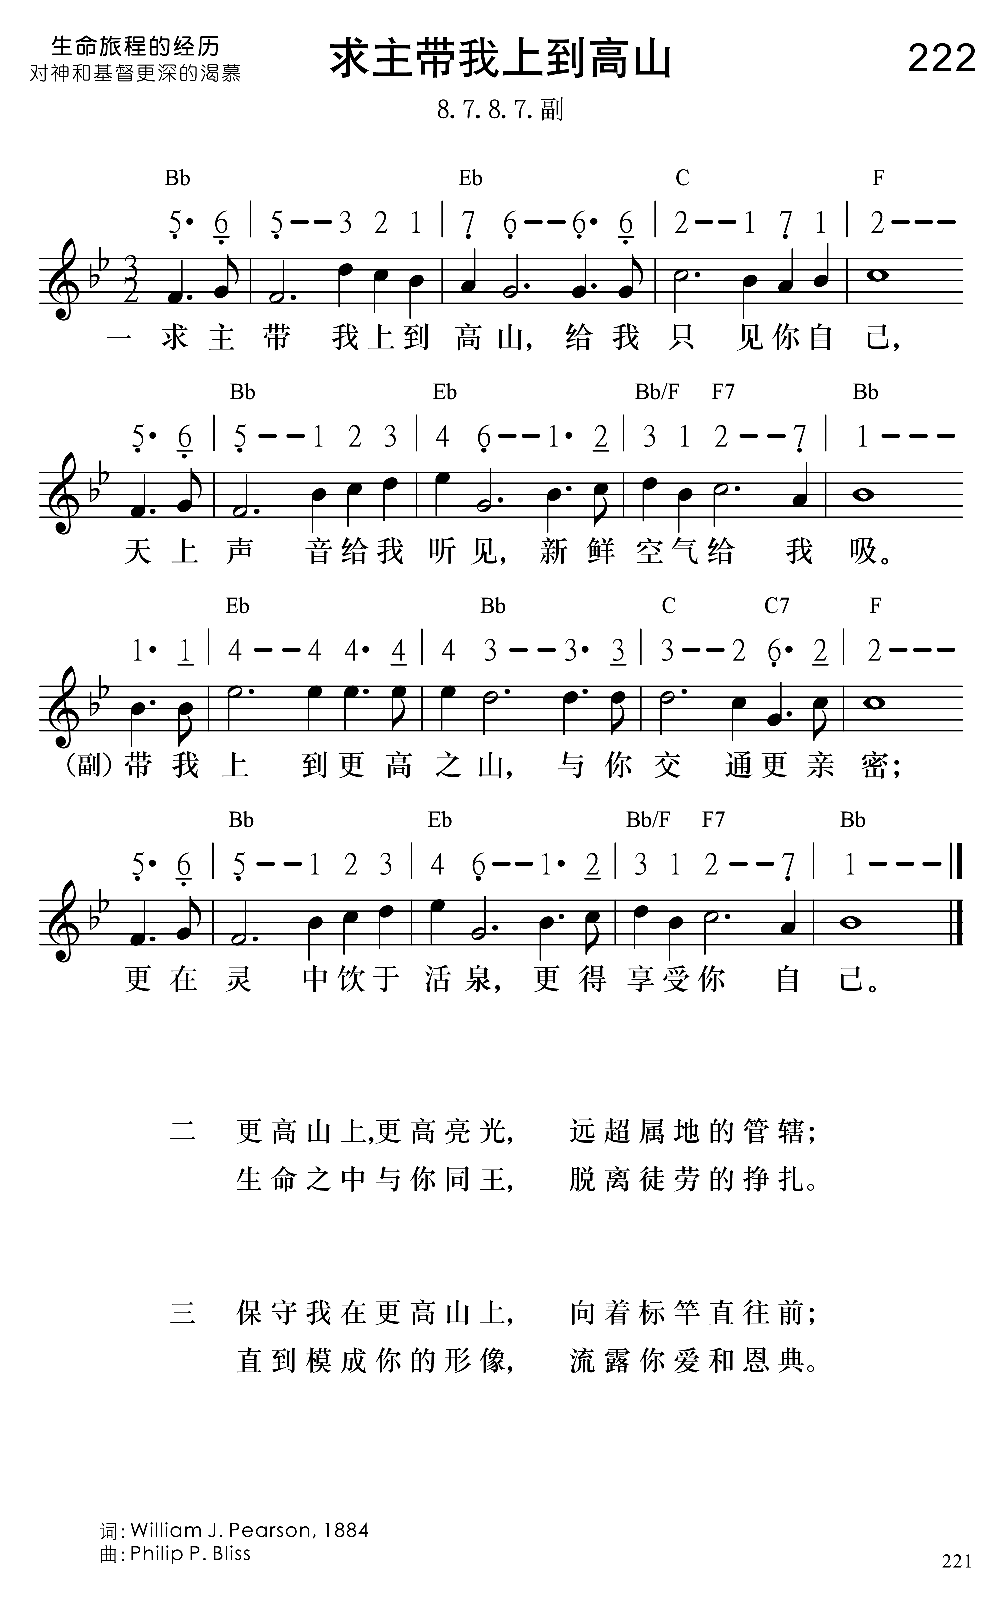 生命旅程的经历
对神和基督更深的渴慕
求主带我上到高山
222
8. 7. 8. 7. 副
Bb Eb C F
5· 6 | 5 – – 3 2 1 | 7 6 – – 6· 6 | 2 – – 1 7 1 | 2 – – –
3
2
一 求 主 带 我 上 到 高 山， 给 我 只 见 你 自 己，
Bb Eb Bb/F F7 Bb
5· 6 | 5 – – 1 2 3 | 4 6 – – 1· 2 | 3 1 2 – – 7 | 1 – – –
天 上 声 音 给 我 听 见， 新 鲜 空 气 给 我 吸。
Eb Bb C C7 F
1· 1 | 4 – – 4 4· 4 | 4 3 – – 3· 3 | 3 – – 2 6· 2 | 2 – – –
（副）带 我 上 到 更 高 之 山， 与 你 交 通 更 亲 密；
Bb Eb Bb/F F7 Bb
5· 6 | 5 – – 1 2 3 | 4 6 – – 1· 2 | 3 1 2 – – 7 | 1 – – – ‖
更 在 灵 中 饮 于 活 泉， 更 得 享 受 你 自 己。
二 更高山上,更高亮光， 远超属地的管辖；
生命之中与你同王， 脱离徒劳的挣扎。
三 保守我在更高山上， 向着标竿直往前；
直到模成你的形像， 流露你爱和恩典。
词: William J. Pearson, 1884
曲: Philip P. Bliss
221